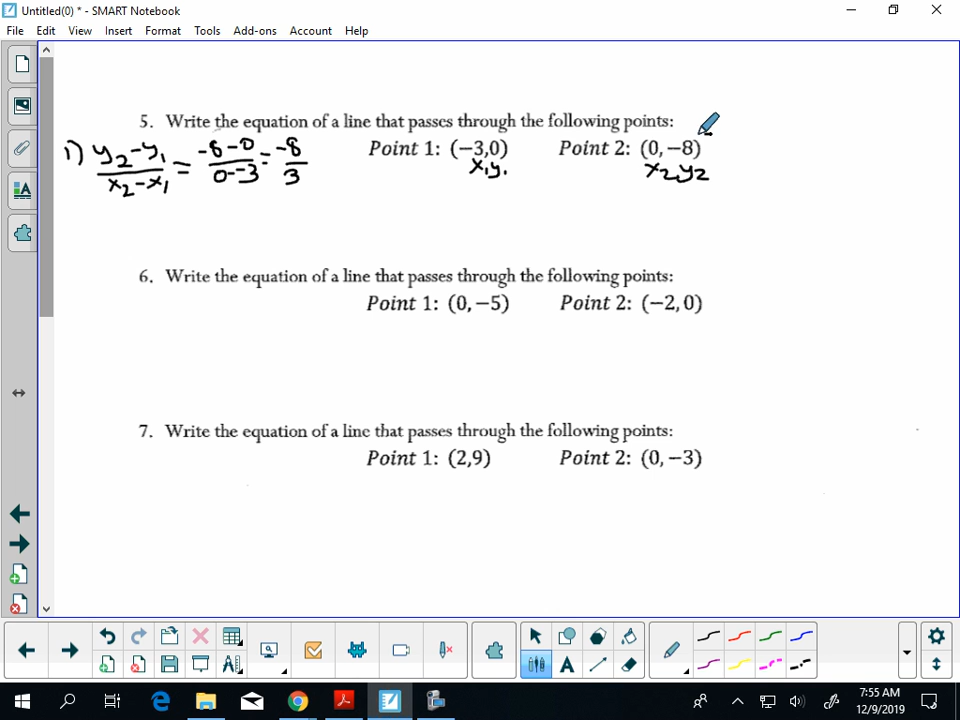 Untitled(0) * - SMART Notebook
File Edit View Insert Format Tools Add-ons Account Help
5. Write the equation of a line that passes through the following points:
Point 1: (−3,0) Point 2: (0,−8)
x₁y₁ x₂y₂
1) y₂-y₁/x₂-x₁ = -8-0/0--3 = -8/3
6. Write the equation of a line that passes through the following points:
Point 1: (0,−5) Point 2: (−2,0)
7. Write the equation of a line that passes through the following points:
Point 1: (2,9) Point 2: (0,−3)
7:55 AM
12/9/2019